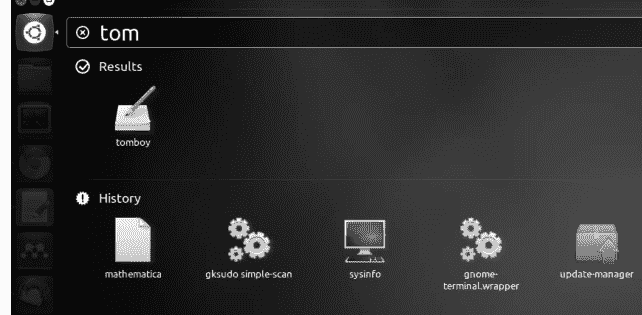 tom
Results
tomboy
History
mathematica
gksudo simple-scan
sysinfo
gnome-
terminal.wrapper
update-manager